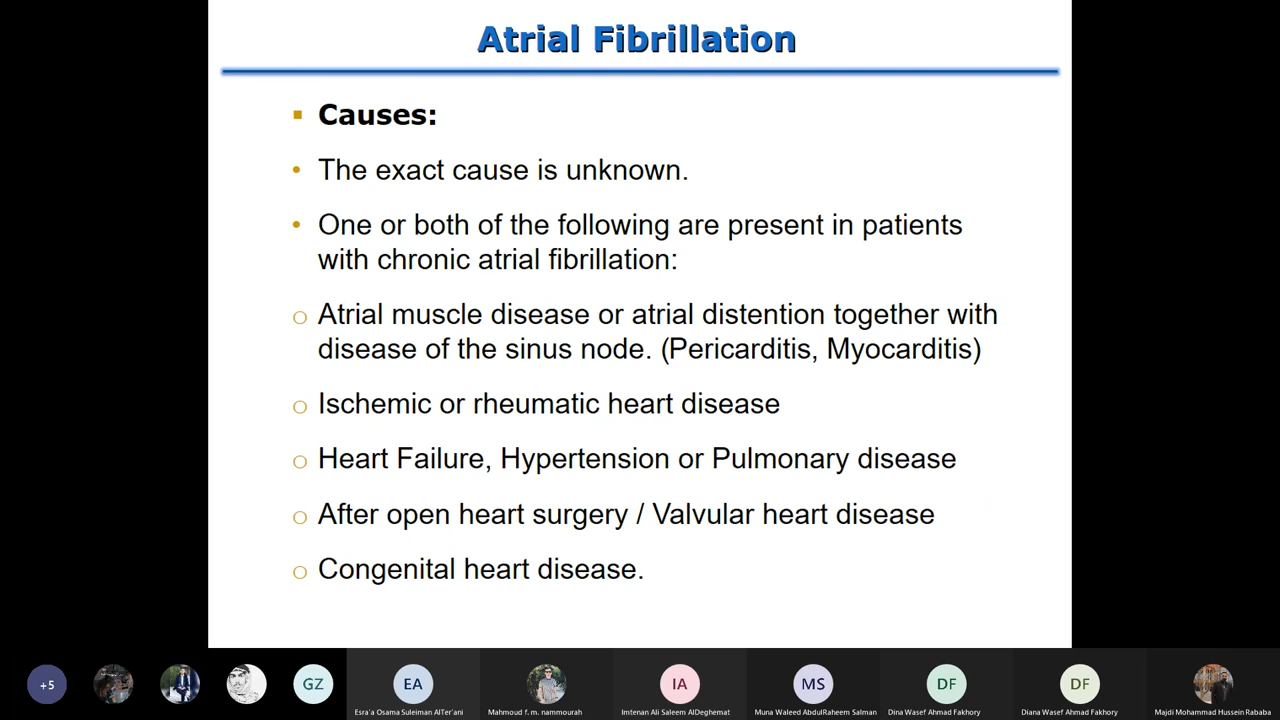 Atrial Fibrillation
Causes:
The exact cause is unknown.
One or both of the following are present in patients
with chronic atrial fibrillation:
Atrial muscle disease or atrial distention together with
disease of the sinus node. (Pericarditis, Myocarditis)
Ischemic or rheumatic heart disease
Heart Failure, Hypertension or Pulmonary disease
After open heart surgery / Valvular heart disease
Congenital heart disease.
+5
GZ
EA
IA
MS
DF
DF
Esra'a Osama Suleiman AlTer'ani
Mahmoud f. m. nammourah
Imtenan Ali Saleem AlDeghemat
Muna Waleed AbdulRaheem Salman
Dina Wasef Ahmad Fakhory
Diana Wasef Ahmad Fakhory
Majdi Mohammad Hussein Rababa